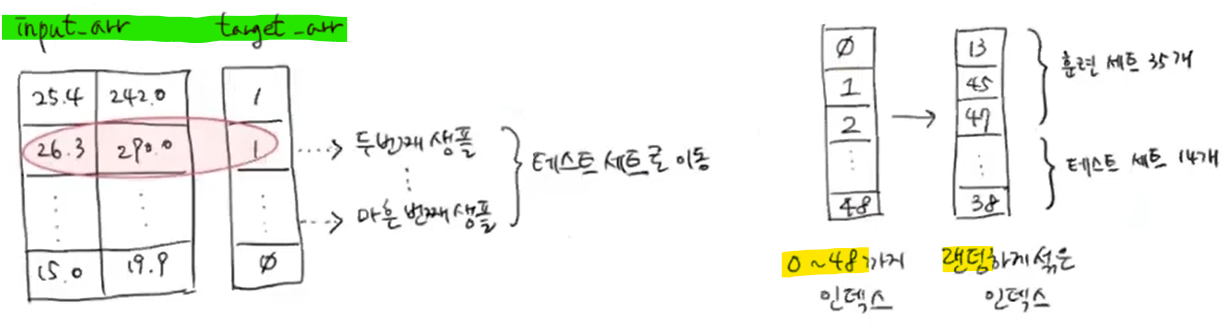 input_arr target_arr
25.4 242.0 1
26.3 290.0 1
15.0 19.9 0
두번째 샘플
마흔 번째 샘플
테스트 세트로 이동
0
1
2
48
13
45
47
38
훈련 세트 35개
테스트 세트 14개
0~48까지
인덱스
랜덤하게 섞은
인덱스